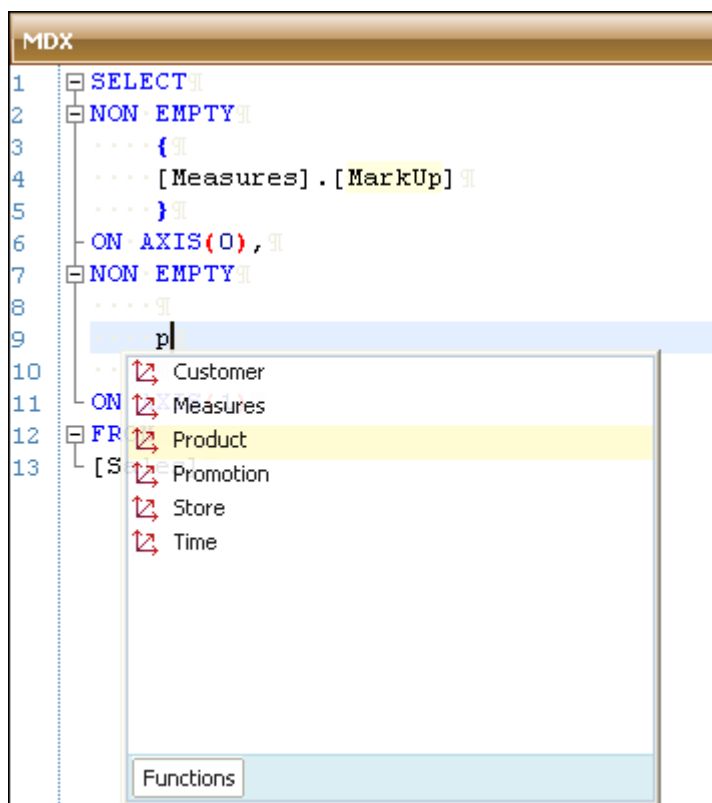 MDX
1 SELECT¶
2 NON·EMPTY¶
3 ····{¶
4 ····[Measures].[MarkUp]¶
5 ····}¶
6 ON·AXIS(0),¶
7 NON·EMPTY¶
8 ····¶
9 p
10
11 ON
12 FR
13 [S
Customer
Measures
Product
Promotion
Store
Time
Functions